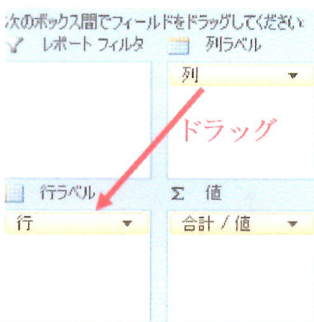 次のボックス間でフィールドをドラッグしてください:
レポート フィルタ
列ラベル
列
ドラッグ
行ラベル
Σ 値
行
合計 / 値